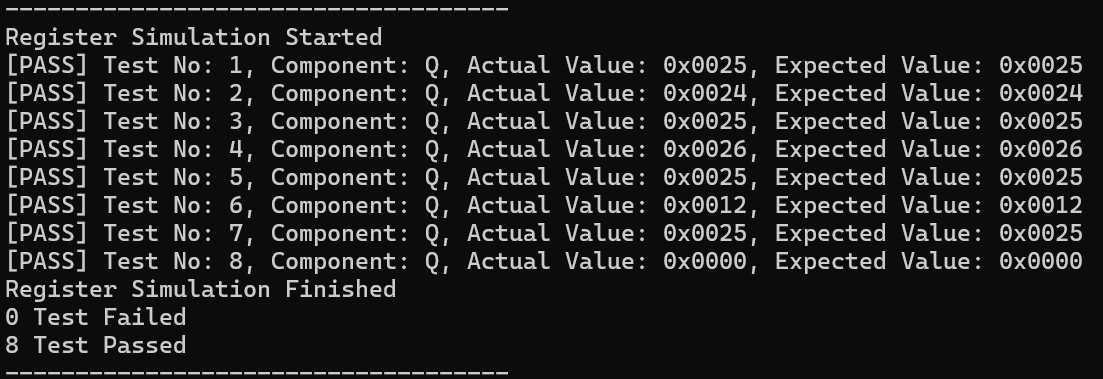 ------------------------------------
Register Simulation Started
[PASS] Test No: 1, Component: Q, Actual Value: 0x0025, Expected Value: 0x0025
[PASS] Test No: 2, Component: Q, Actual Value: 0x0024, Expected Value: 0x0024
[PASS] Test No: 3, Component: Q, Actual Value: 0x0025, Expected Value: 0x0025
[PASS] Test No: 4, Component: Q, Actual Value: 0x0026, Expected Value: 0x0026
[PASS] Test No: 5, Component: Q, Actual Value: 0x0025, Expected Value: 0x0025
[PASS] Test No: 6, Component: Q, Actual Value: 0x0012, Expected Value: 0x0012
[PASS] Test No: 7, Component: Q, Actual Value: 0x0025, Expected Value: 0x0025
[PASS] Test No: 8, Component: Q, Actual Value: 0x0000, Expected Value: 0x0000
Register Simulation Finished
0 Test Failed
8 Test Passed
------------------------------------